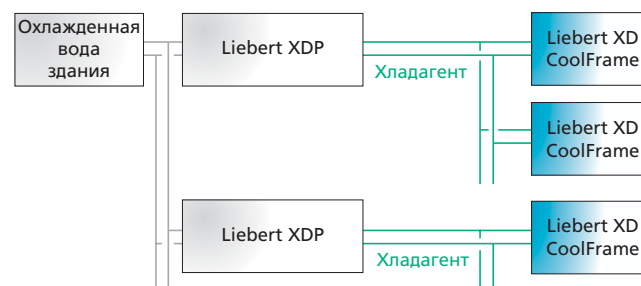 Охлажденная
вода
здания
Liebert XDP
Хладагент
Liebert XD
CoolFrame
Liebert XD
CoolFrame
Liebert XDP
Хладагент
Liebert XD
CoolFrame